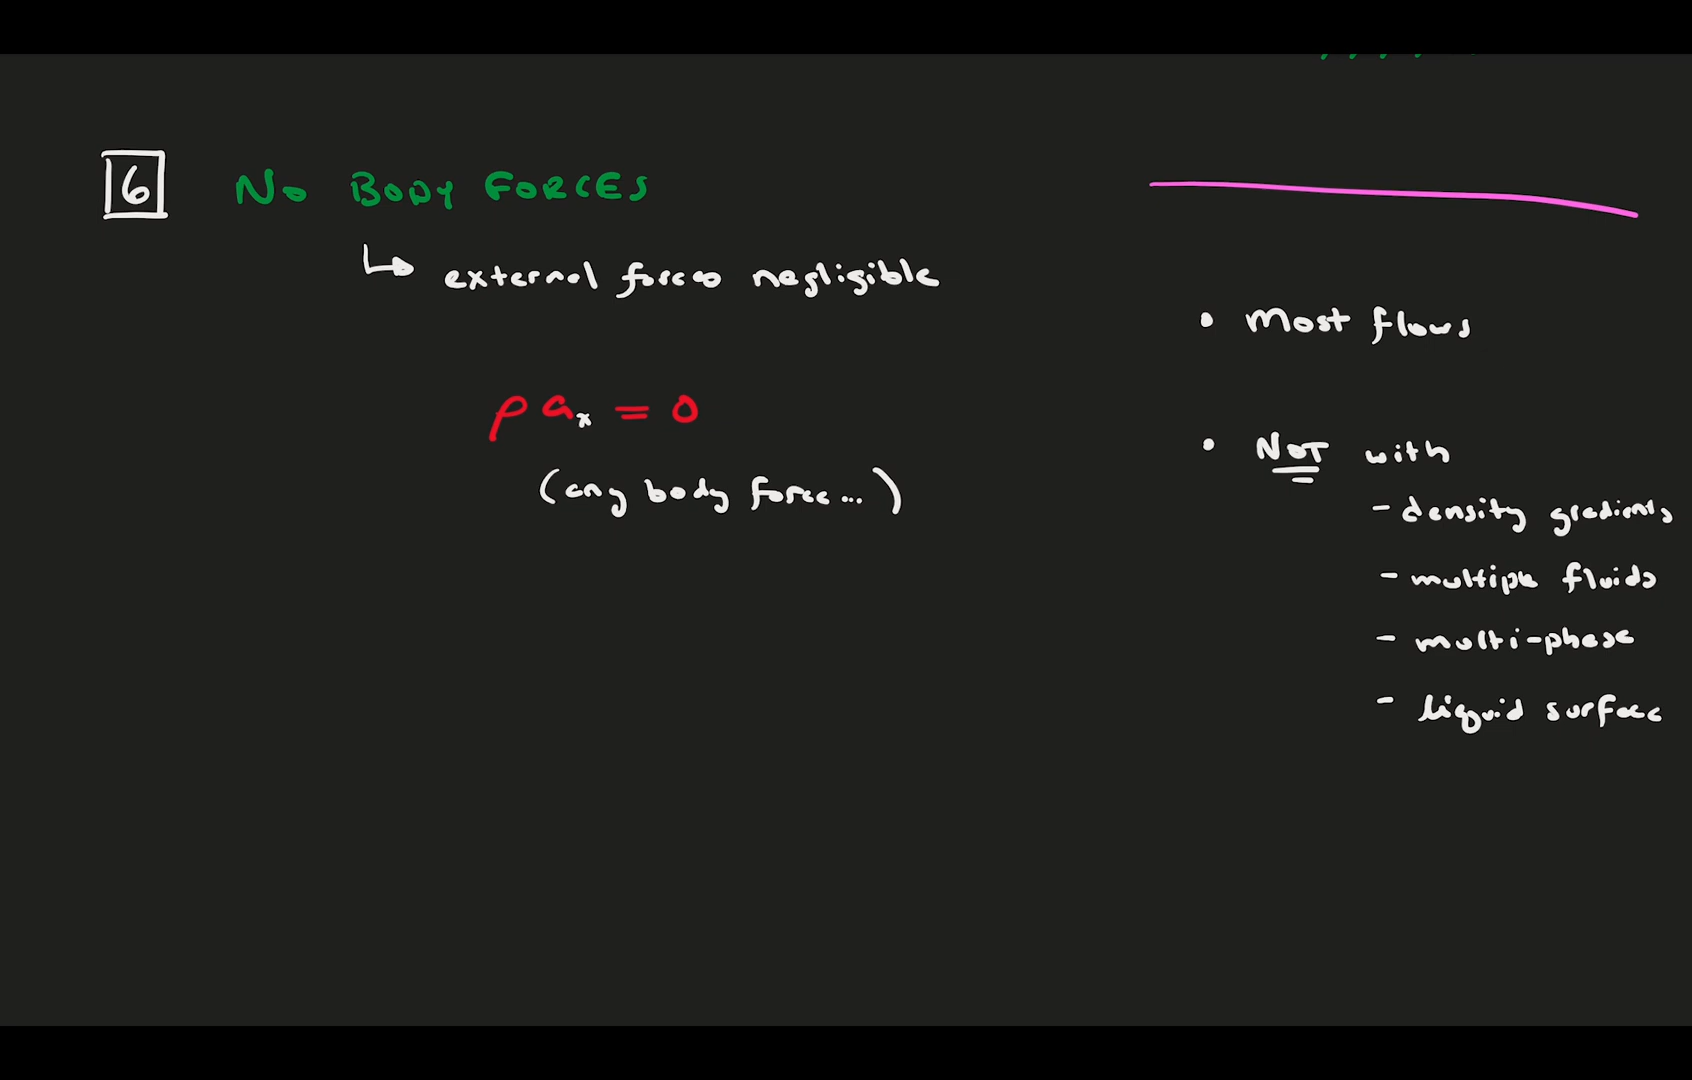 6 No Body Forces
↳ external forces negligible
ρ aₓ = 0
(any body force...)
• Most flows
• NOT with
- density gradients
- multiple fluids
- multi-phase
- liquid surface